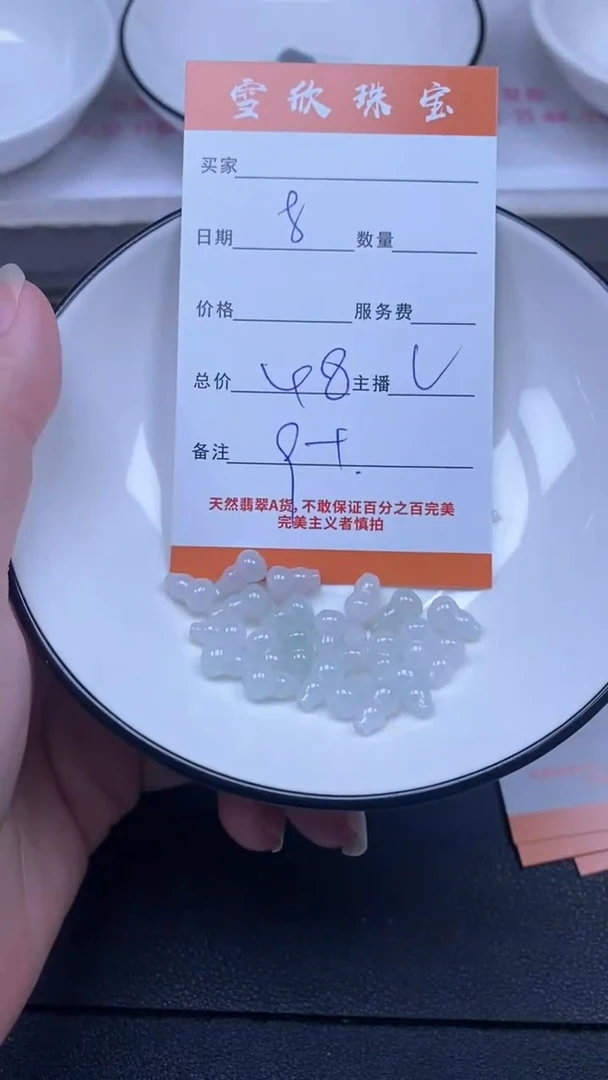 雪欣珠宝
买家
日期 8 数量
价格 服务费
总价 48 主播 V
备注
天然翡翠A货,不敢保证百分之百完美
完美主义者慎拍